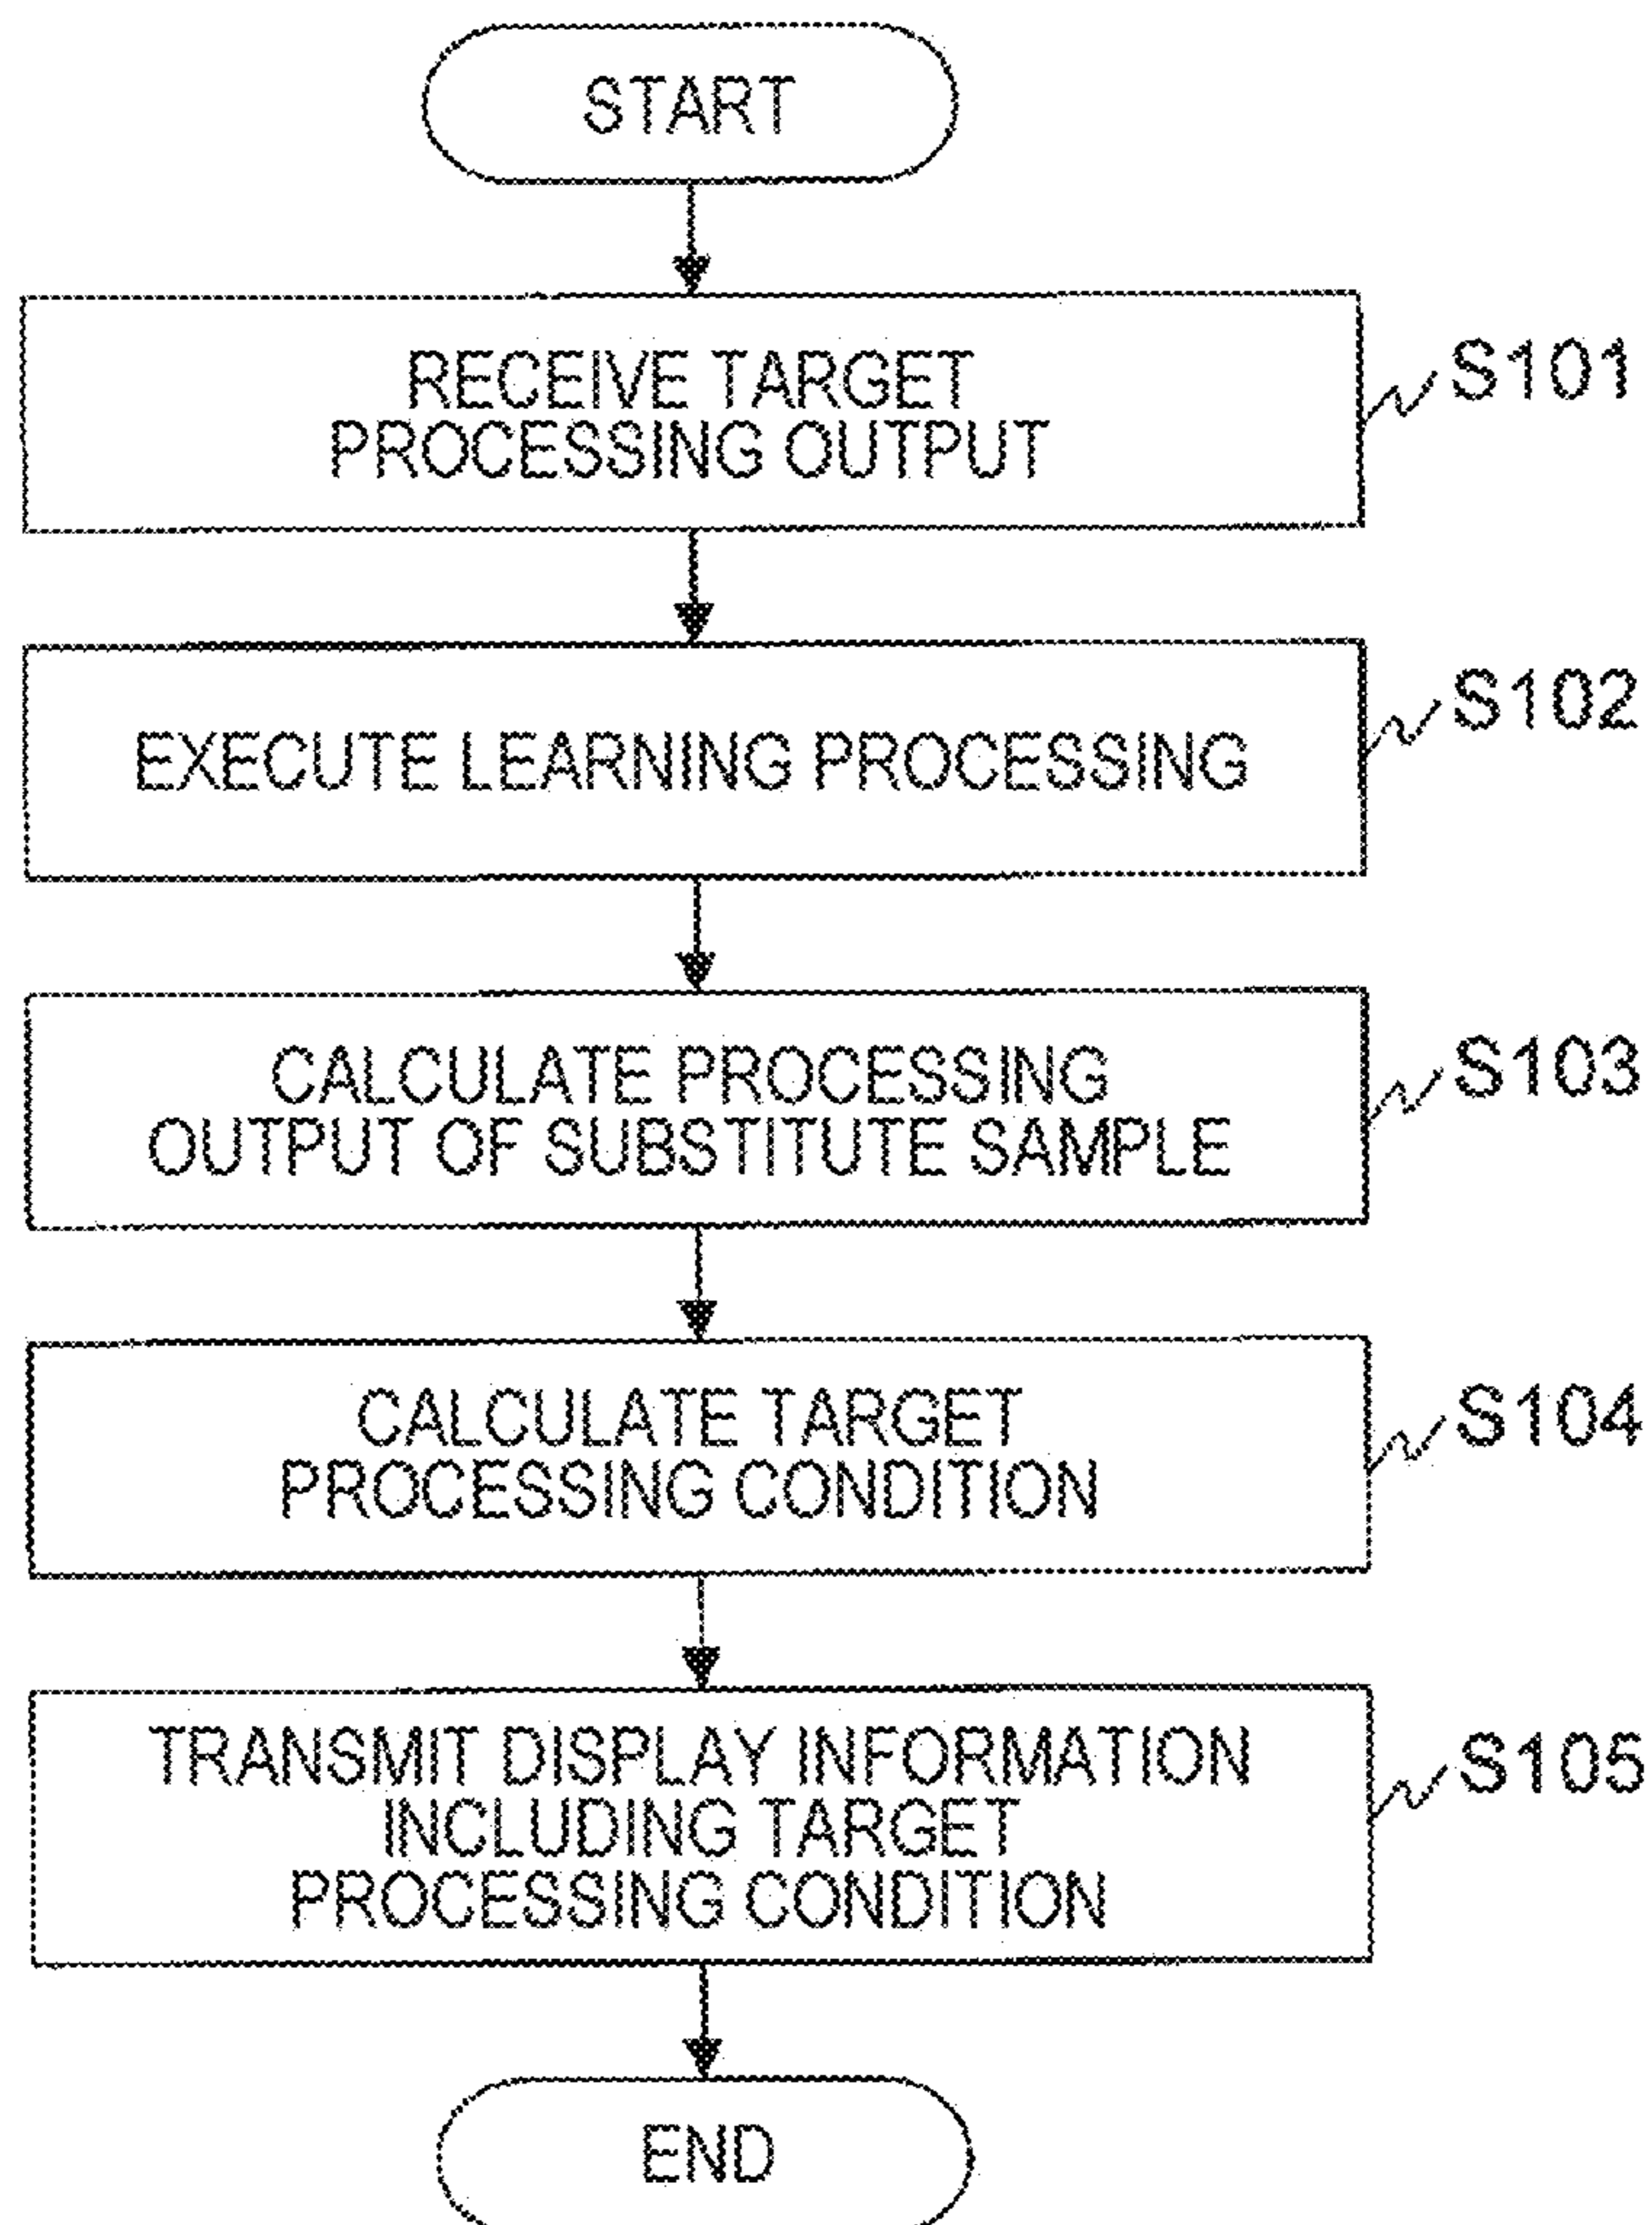 START
RECEIVE TARGET
PROCESSING OUTPUT
S101
EXECUTE LEARNING PROCESSING
S102
CALCULATE PROCESSING
OUTPUT OF SUBSTITUTE SAMPLE
S103
CALCULATE TARGET
PROCESSING CONDITION
S104
TRANSMIT DISPLAY INFORMATION
INCLUDING TARGET
PROCESSING CONDITION
S105
END